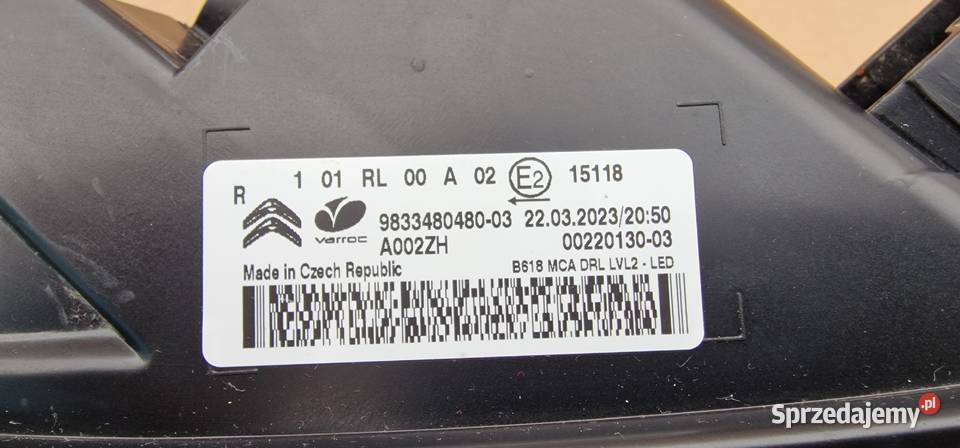 R 1 01 RL 00 A 02 E2 15118
varroc 9833480480-03 22.03.2023/20:50
A002ZH 00220130-03
Made in Czech Republic B618 MCA DRL LVL2 - LED
Sprzedajemy.pl